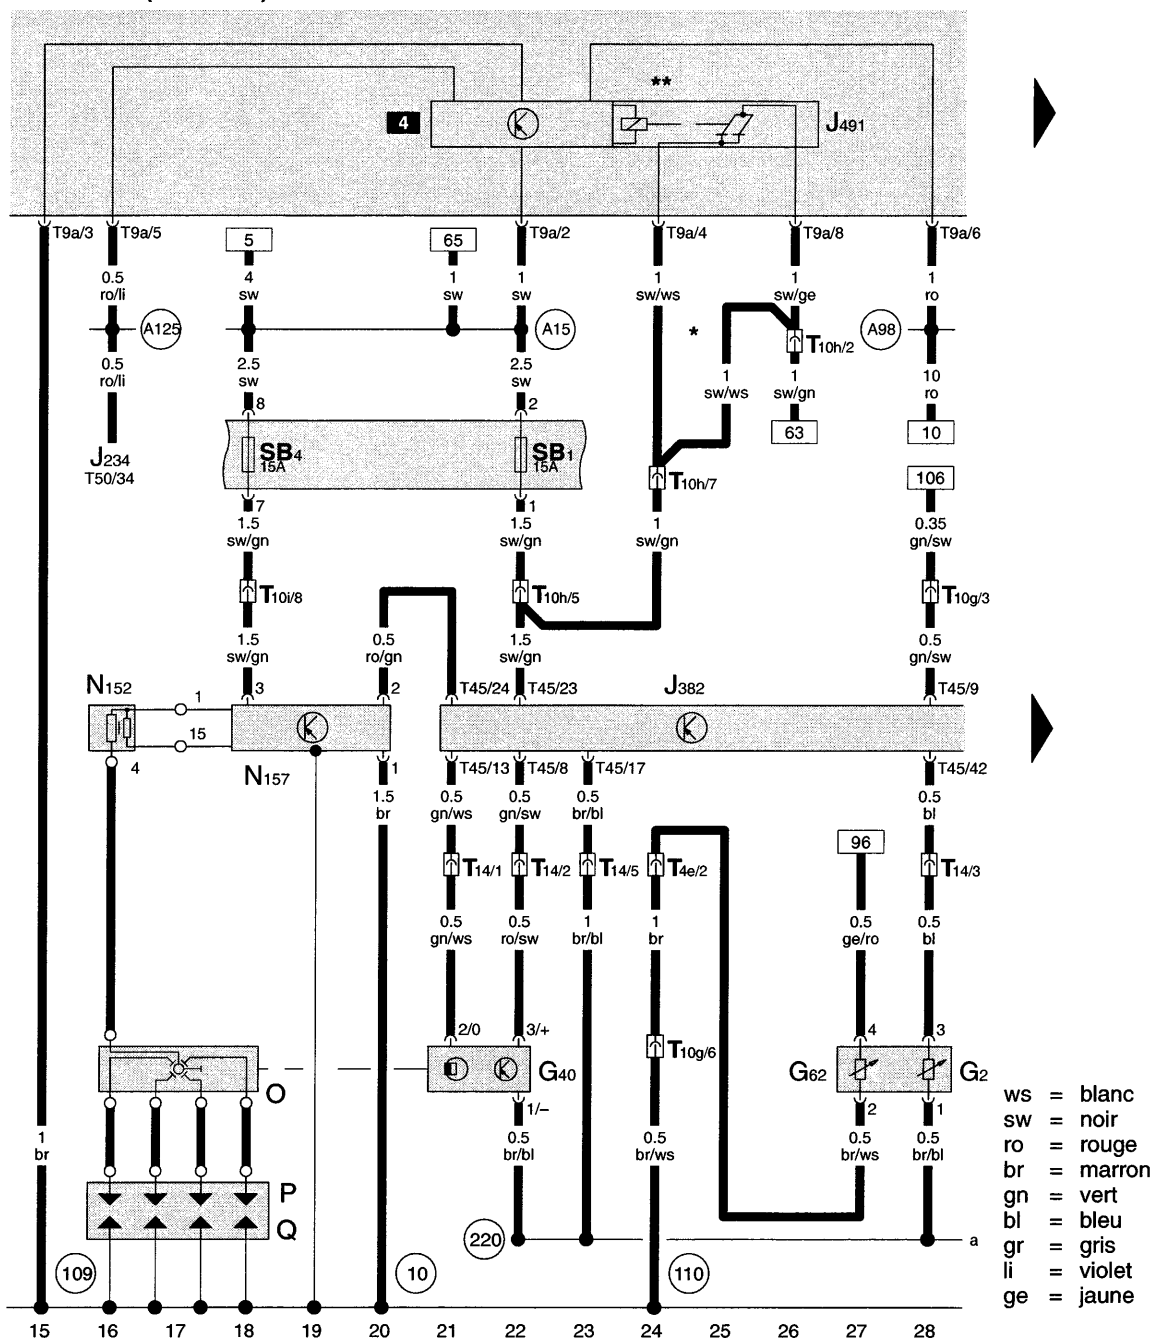 **
4
J491
T9a/3
T9a/5
5
65
T9a/2
T9a/4
T9a/8
T9a/6
0.5
ro/li
4
sw
1
sw
1
sw
1
sw/ws
1
sw/ge
1
ro
A125
A15
*
T10h/2
A98
0.5
ro/li
2.5
sw
2.5
sw
1
sw/ws
1
sw/gn
10
ro
8
2
63
10
J234
T50/34
SB4
15A
SB1
15A
T10h/7
106
7
1
1.5
sw/gn
1.5
sw/gn
1
sw/gn
0.35
gn/sw
T10i/8
T10h/5
T10g/3
1.5
sw/gn
0.5
ro/gn
1.5
sw/gn
0.5
gn/sw
N152
1
3
2
T45/24
T45/23
J382
T45/9
15
4
N157
1
T45/13
T45/8
T45/17
T45/42
1.5
br
0.5
gn/ws
0.5
gn/sw
0.5
br/bl
0.5
bl
96
T14/1
T14/2
T14/5
T4e/2
T14/3
0.5
gn/ws
0.5
ro/sw
1
br/bl
1
br
0.5
ge/ro
0.5
bl
2/0
3/+
T10g/6
4
3
G40
G62
G2
O
1/–
2
1
1
br
0.5
br/bl
0.5
br/ws
0.5
br/ws
0.5
br/bl
P
Q
220
a
109
10
110
15 16 17 18 19 20 21 22 23 24 25 26 27 28
ws = blanc
sw = noir
ro = rouge
br = marron
gn = vert
bl = bleu
gr = gris
li = violet
ge = jaune